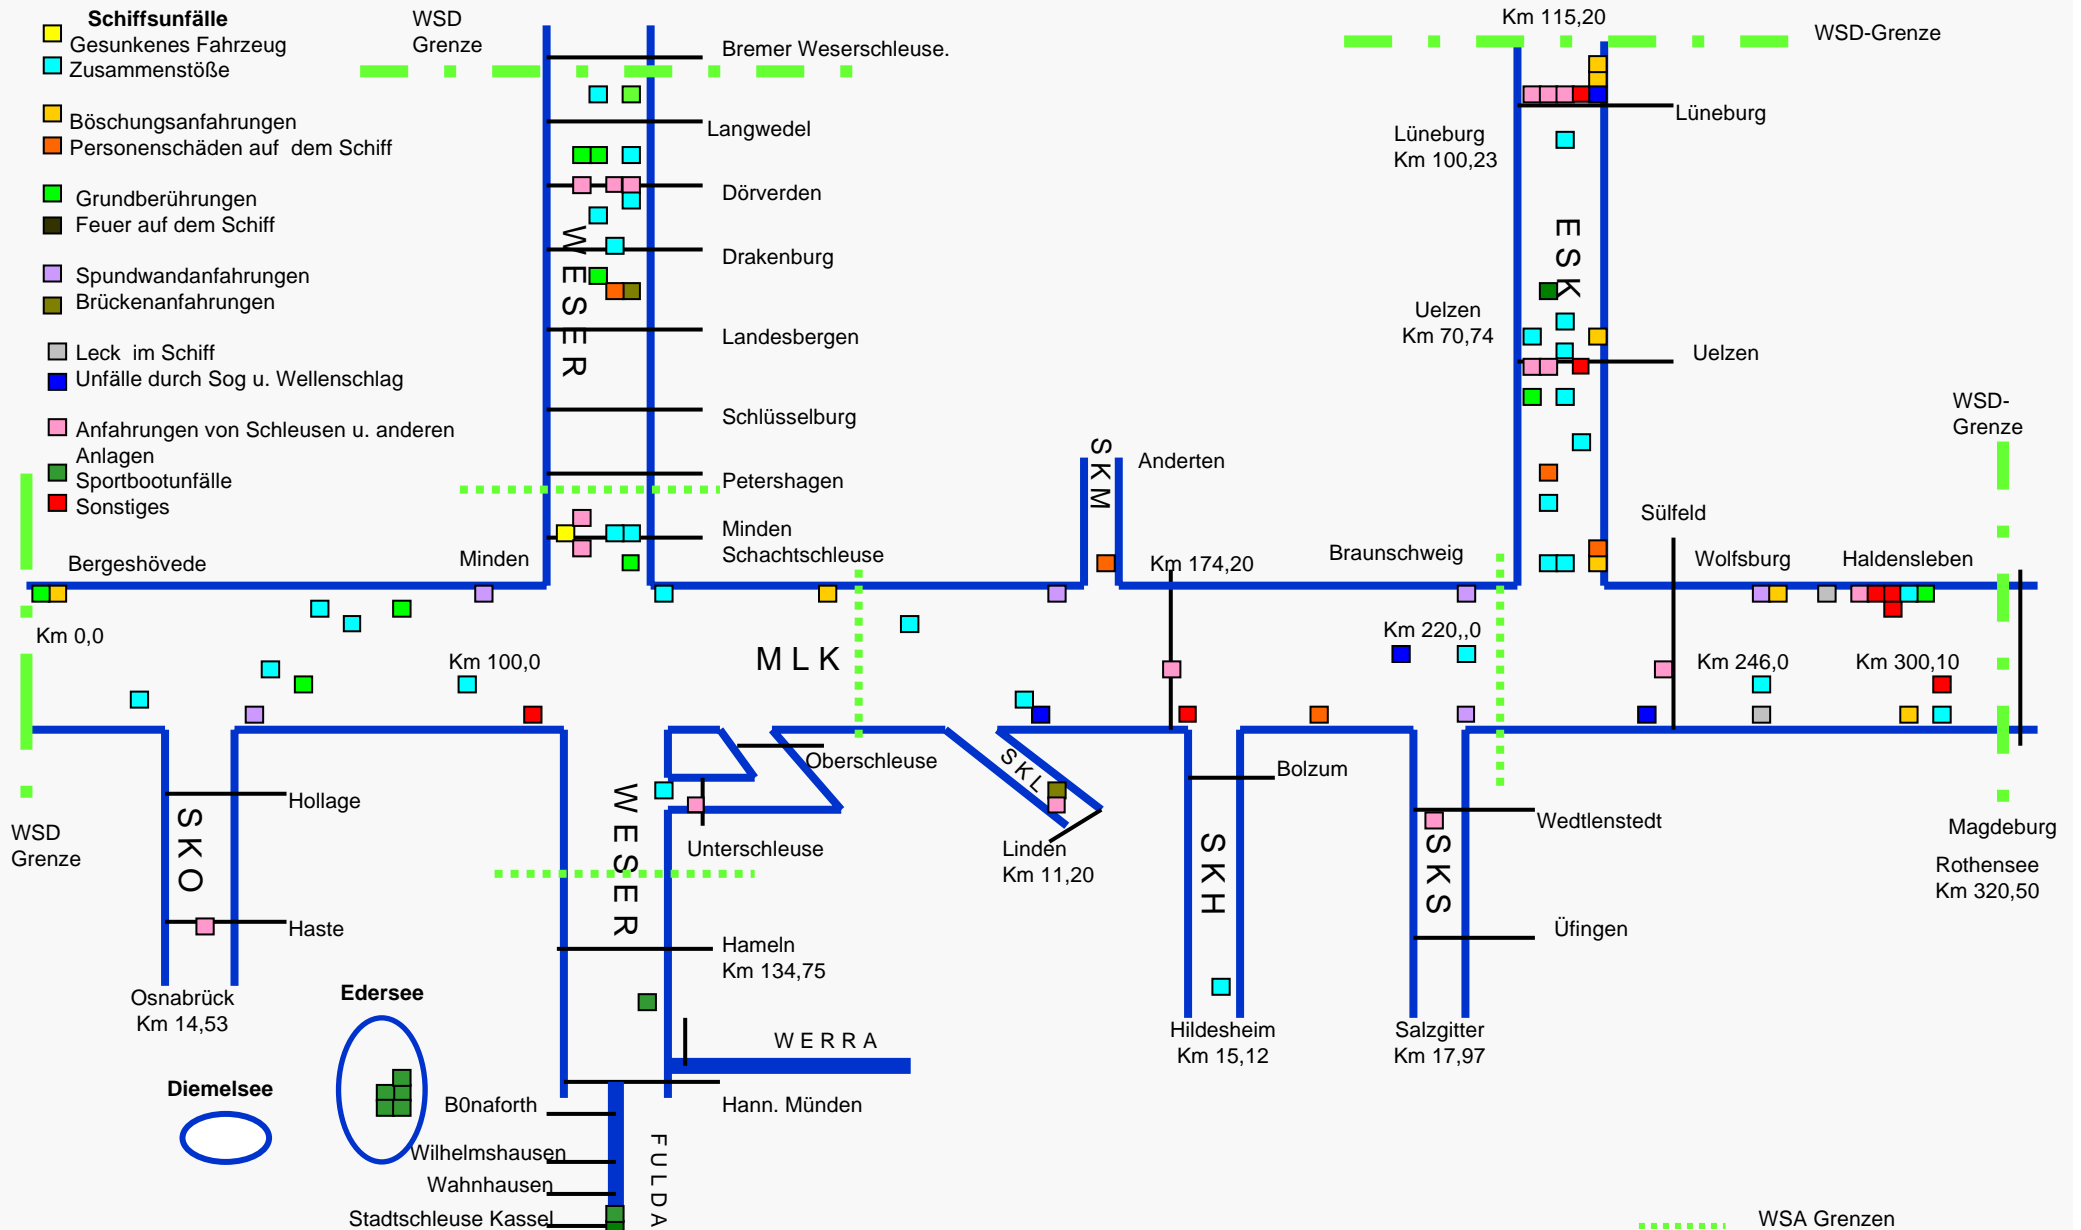 Schiffsunfälle
Gesunkenes Fahrzeug
Zusammenstöße
Böschungsanfahrungen
Personenschäden auf dem Schiff
Grundberührungen
Feuer auf dem Schiff
Spundwandanfahrungen
Brückenanfahrungen
Leck im Schiff
Unfälle durch Sog u. Wellenschlag
Anfahrungen von Schleusen u. anderen
Anlagen
Sportbootunfälle
Sonstiges
WSD
Grenze
Bremer Weserschleuse.
Langwedel
Dörverden
Drakenburg
Landesbergen
Schlüsselburg
Petershagen
Minden
Schachtschleuse
WESER
Km 115,20
WSD-Grenze
Lüneburg
Lüneburg
Km 100,23
ESK
Uelzen
Km 70,74
Uelzen
WSD-
Grenze
SKM
Anderten
Sülfeld
Bergeshövede
Minden
Km 174,20
Braunschweig
Wolfsburg
Haldensleben
Km 0,0
Km 100,0
MLK
Km 220,,0
Km 246,0
Km 300,10
Oberschleuse
SKL
Bolzum
Hollage
SKO
WSD
Grenze
WESER
Unterschleuse
Linden
Km 11,20
SKH
Wedtlenstedt
SKS
Magdeburg
Rothensee
Km 320,50
Haste
Hameln
Km 134,75
Üfingen
Osnabrück
Km 14,53
Edersee
Hildesheim
Km 15,12
Salzgitter
Km 17,97
WERRA
Diemelsee
B0naforth
Hann. Münden
Wilhelmshausen
Wahnhausen
Stadtschleuse Kassel
FULDA
WSA Grenzen